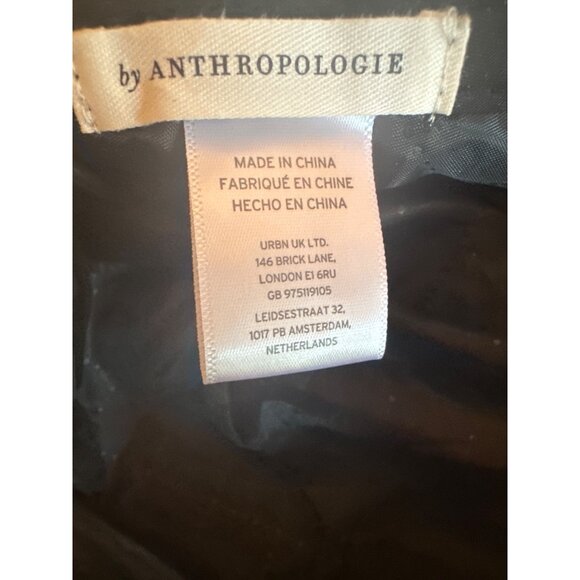 by ANTHROPOLOGIE
MADE IN CHINA
FABRIQUÉ EN CHINE
HECHO EN CHINA
URBN UK LTD.
146 BRICK LANE,
LONDON E1 6RU
GB 975119105
LEIDSESTRAAT 32,
1017 PB AMSTERDAM,
NETHERLANDS